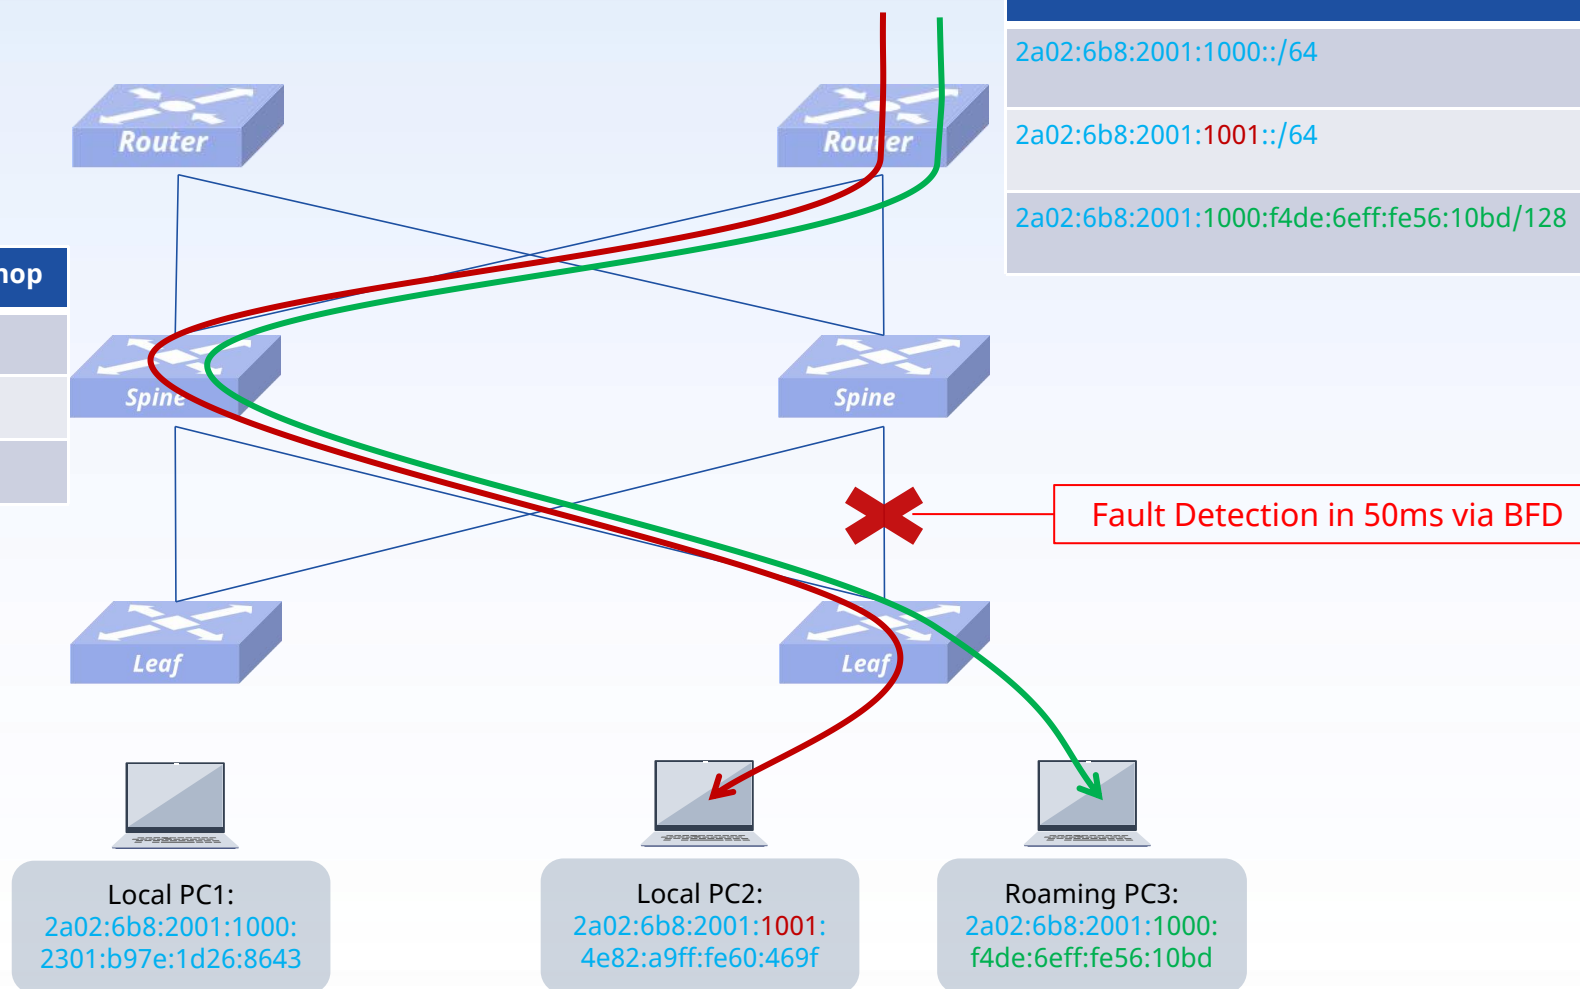 2a02:6b8:2001:1000::/64
2a02:6b8:2001:1001::/64
2a02:6b8:2001:1000:f4de:6eff:fe56:10bd/128
Router
Router
Spine
Spine
Fault Detection in 50ms via BFD
Leaf
Leaf
Local PC1:
2a02:6b8:2001:1000:
2301:b97e:1d26:8643
Local PC2:
2a02:6b8:2001:1001:
4e82:a9ff:fe60:469f
Roaming PC3:
2a02:6b8:2001:1000:
f4de:6eff:fe56:10bd